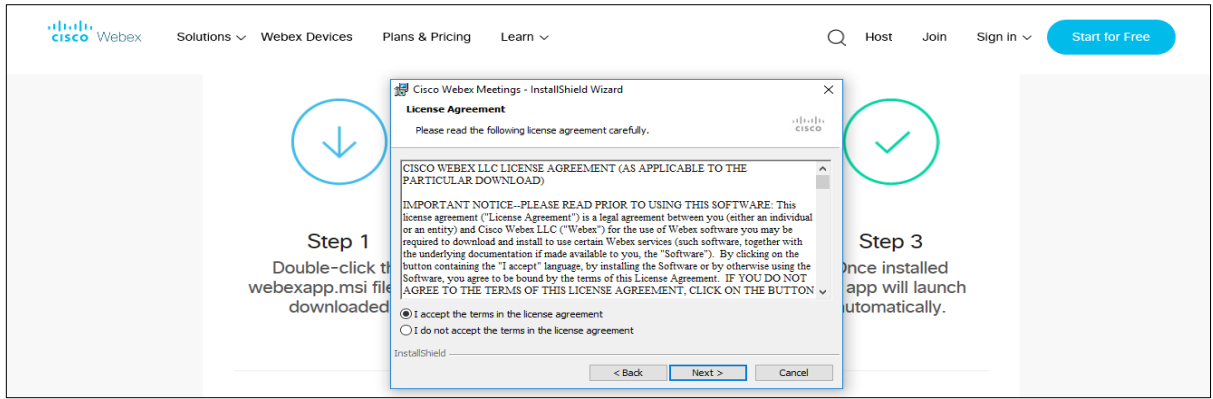 CISCO Webex Solutions Webex Devices Plans & Pricing Learn Host Join Sign in Start for Free
Cisco Webex Meetings - InstallShield Wizard
License Agreement
Please read the following license agreement carefully.
CISCO
CISCO WEBEX LLC LICENSE AGREEMENT (AS APPLICABLE TO THE
PARTICULAR DOWNLOAD)
IMPORTANT NOTICE--PLEASE READ PRIOR TO USING THIS SOFTWARE: This
license agreement ("License Agreement") is a legal agreement between you (either an individual
or an entity) and Cisco Webex LLC ("Webex") for the use of Webex software you may be
required to download and install to use certain Webex services (such software, together with
the underlying documentation if made available to you, the "Software"). By clicking on the
button containing the "I accept" language, by installing the Software or by otherwise using the
Software, you agree to be bound by the terms of this License Agreement. IF YOU DO NOT
AGREE TO THE TERMS OF THIS LICENSE AGREEMENT, CLICK ON THE BUTTON
I accept the terms in the license agreement
I do not accept the terms in the license agreement
InstallShield
< Back Next > Cancel
Step 1
Double-click
webexapp.msi file
downloaded
Step 3
Once installed
app will launch
automatically.